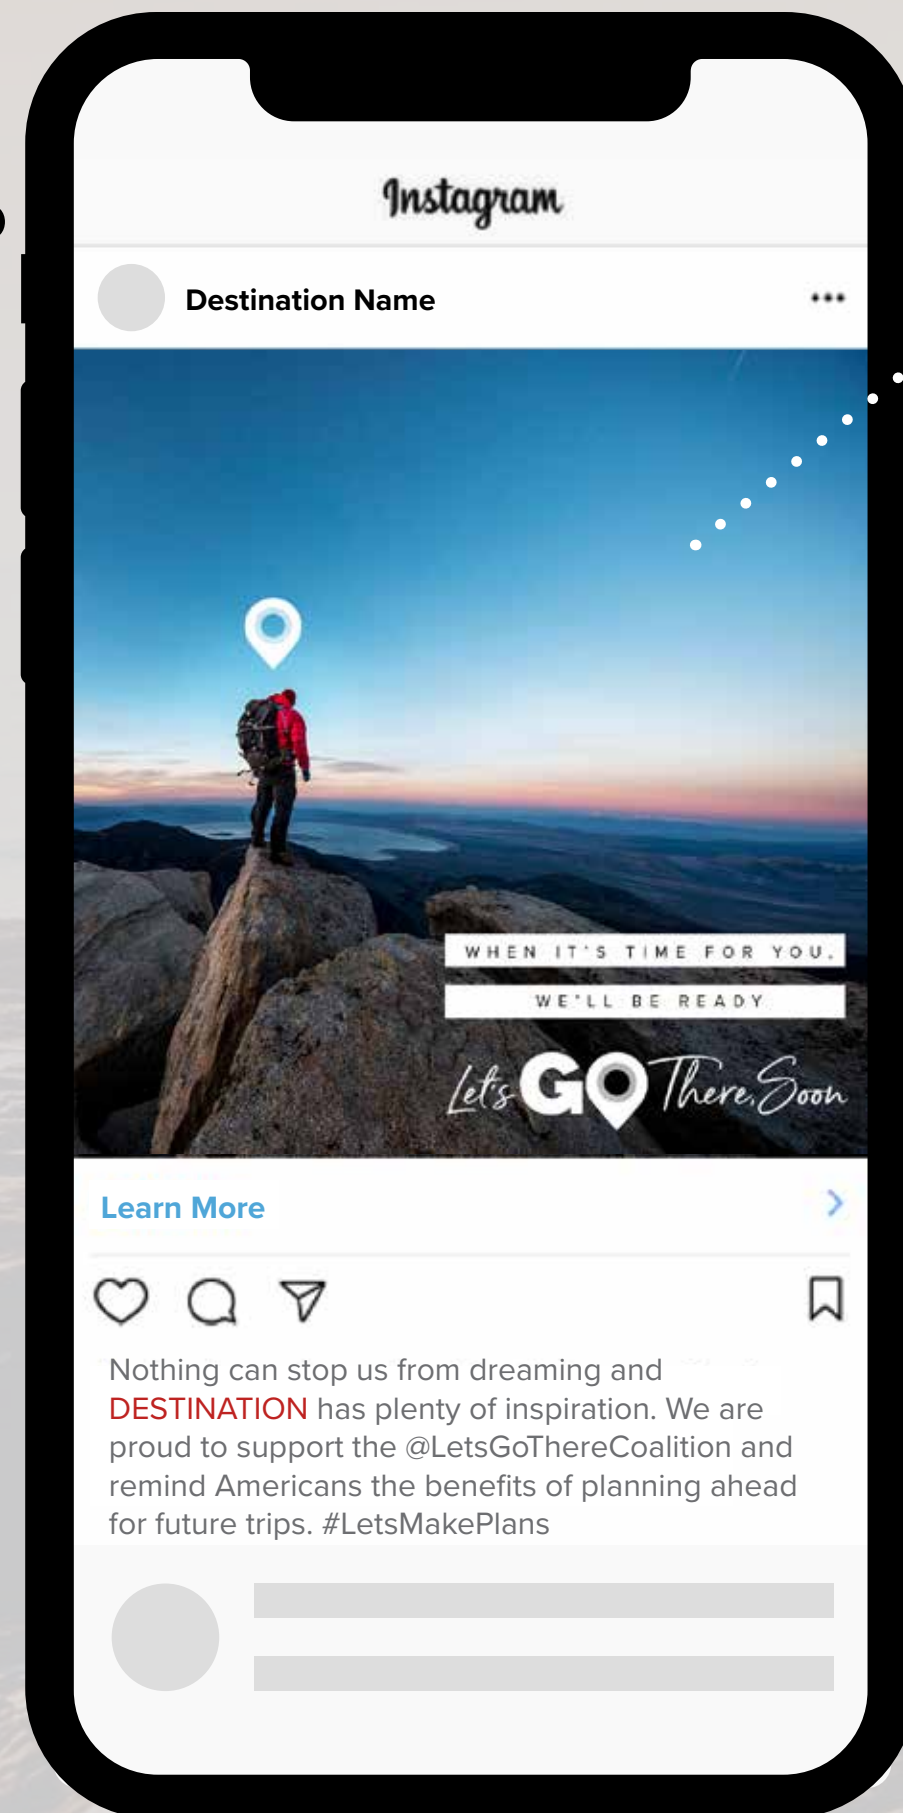 Instagram
Destination Name
WHEN IT'S TIME FOR YOU,
WE'LL BE READY
Let's GO There, Soon
Learn More
Nothing can stop us from dreaming and
DESTINATION has plenty of inspiration. We are
proud to support the @LetsGoThereCoalition and
remind Americans the benefits of planning ahead
for future trips. #LetsMakePlans